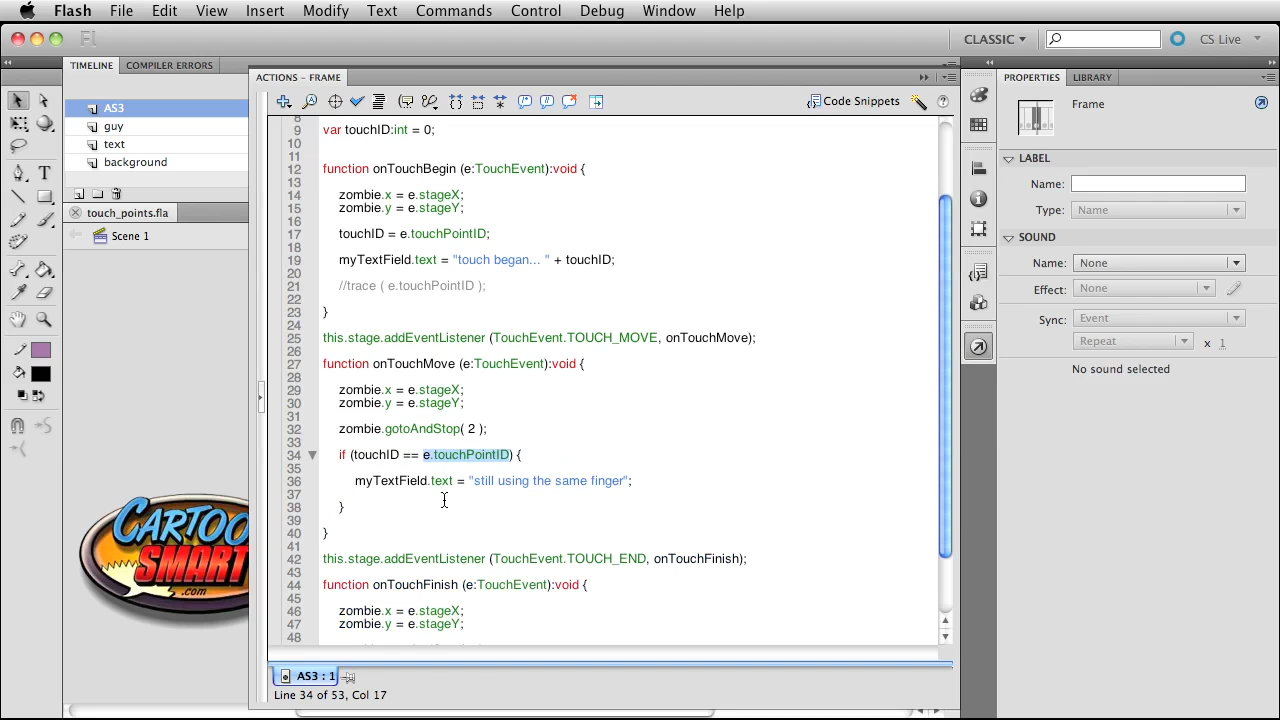 Flash File Edit View Insert Modify Text Commands Control Debug Window Help
Fl CLASSIC CS Live
TIMELINE COMPILER ERRORS
AS3
guy
text
background
touch_points.fla
Scene 1
ACTIONS - FRAME
Code Snippets
8
9 var touchID:int = 0;
10
11
12 function onTouchBegin (e:TouchEvent):void {
13
14 zombie.x = e.stageX;
15 zombie.y = e.stageY;
16
17 touchID = e.touchPointID;
18
19 myTextField.text = "touch began... " + touchID;
20
21 //trace ( e.touchPointID );
22
23 }
24
25 this.stage.addEventListener (TouchEvent.TOUCH_MOVE, onTouchMove);
26
27 function onTouchMove (e:TouchEvent):void {
28
29 zombie.x = e.stageX;
30 zombie.y = e.stageY;
31
32 zombie.gotoAndStop( 2 );
33
34 if (touchID == e.touchPointID) {
35
36 myTextField.text = "still using the same finger";
37
38 }
39
40 }
41
42 this.stage.addEventListener (TouchEvent.TOUCH_END, onTouchFinish);
43
44 function onTouchFinish (e:TouchEvent):void {
45
46 zombie.x = e.stageX;
47 zombie.y = e.stageY;
48
AS3 : 1
Line 34 of 53, Col 17
PROPERTIES LIBRARY
Frame
LABEL
Name:
Type: Name
SOUND
Name: None
Effect: None
Sync: Event
Repeat x 1
No sound selected
CARTOO
SMART
.com